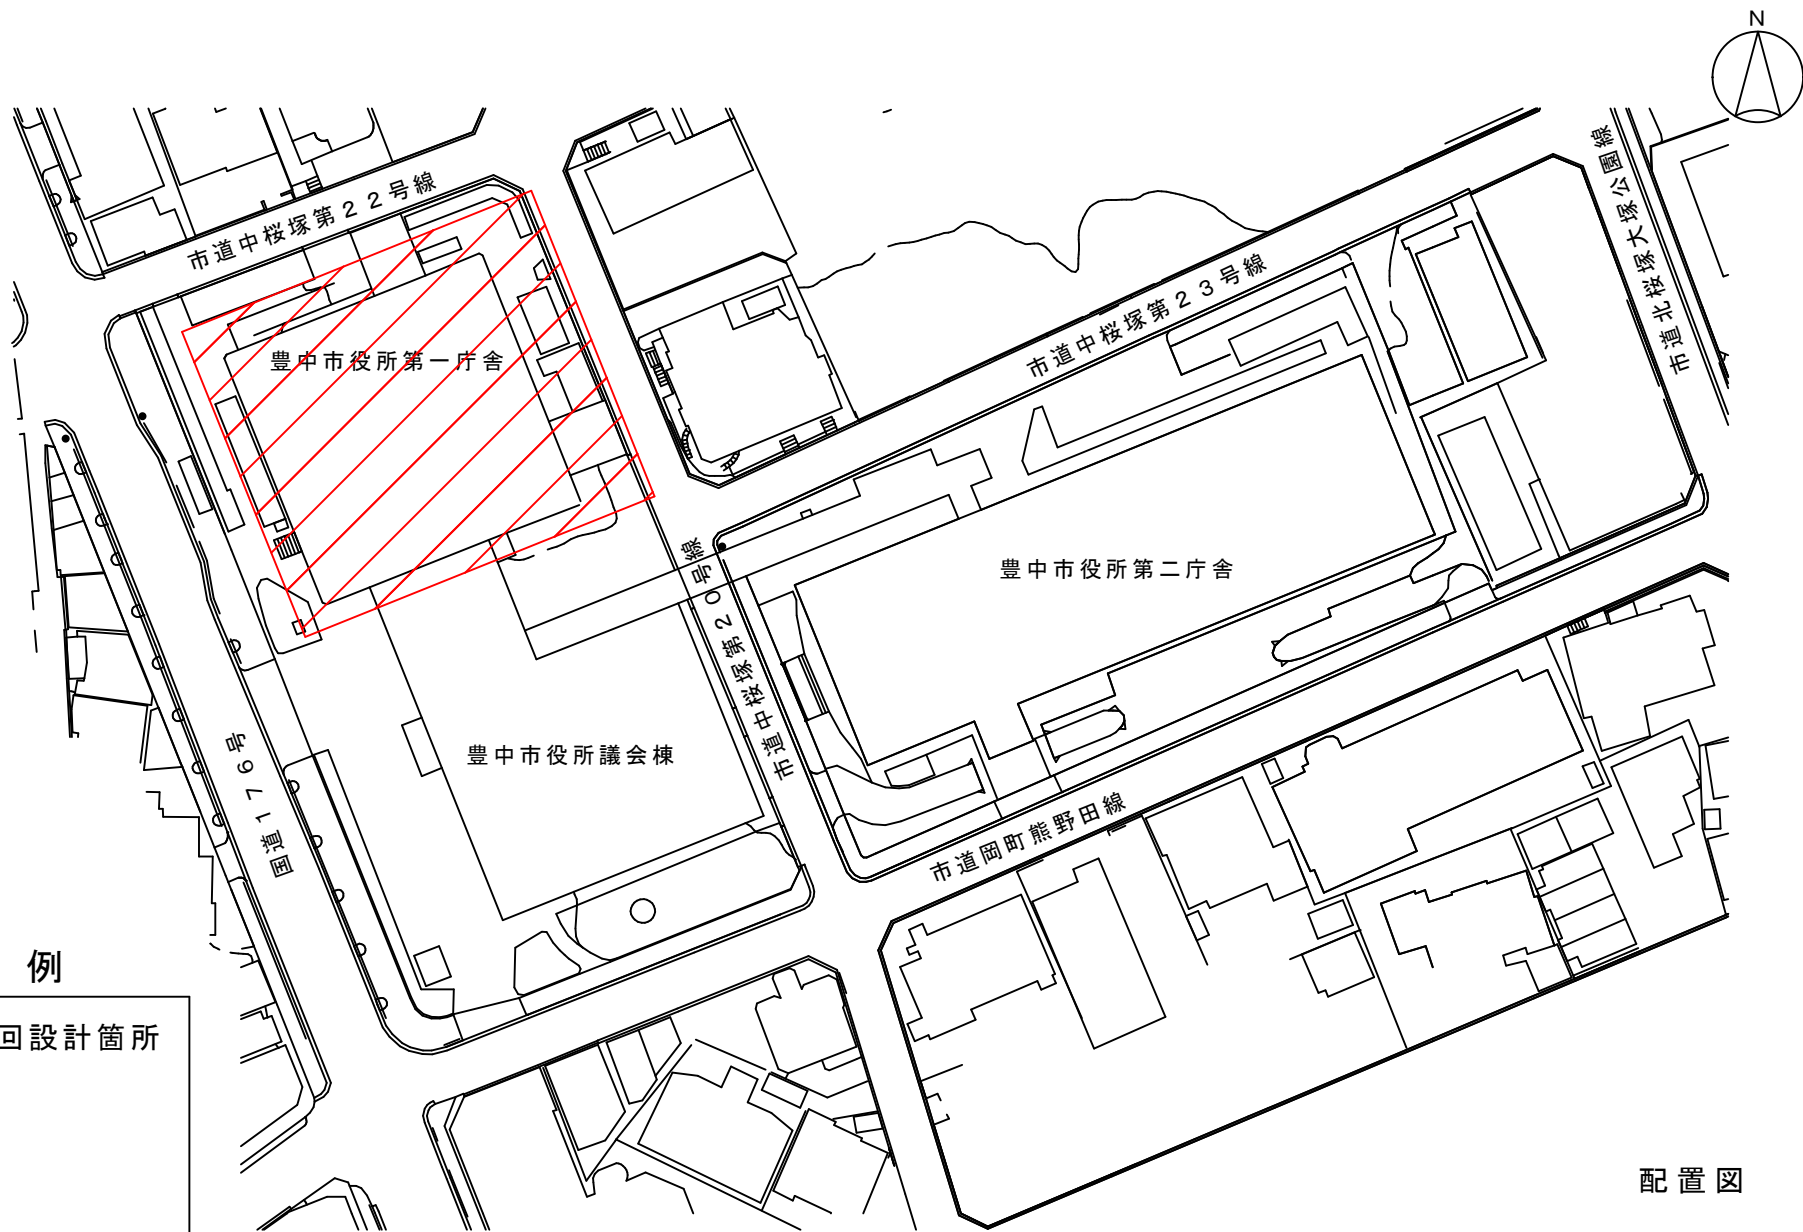 N
市道中桜塚第２２号線
市道北桜塚大塚公園線
市道中桜塚第２３号線
豊中市役所第一庁舎
豊中市役所第二庁舎
市道中桜塚第２０号線
国道１７６号
豊中市役所議会棟
市道岡町熊野田線
例
回設計箇所
配置図